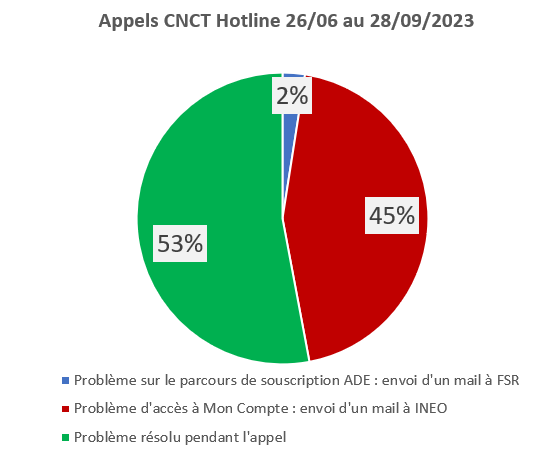 Appels CNCT Hotline 26/06 au 28/09/2023
2%
45%
53%
Problème sur le parcours de souscription ADE : envoi d'un mail à FSR
Problème d'accès à Mon Compte : envoi d'un mail à INEO
Problème résolu pendant l'appel